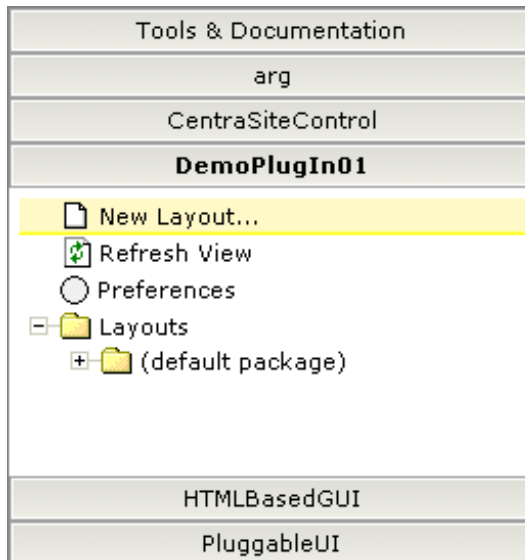 Tools & Documentation
arg
CentraSiteControl
DemoPlugIn01
New Layout...
Refresh View
Preferences
Layouts
(default package)
HTMLBasedGUI
PluggableUI